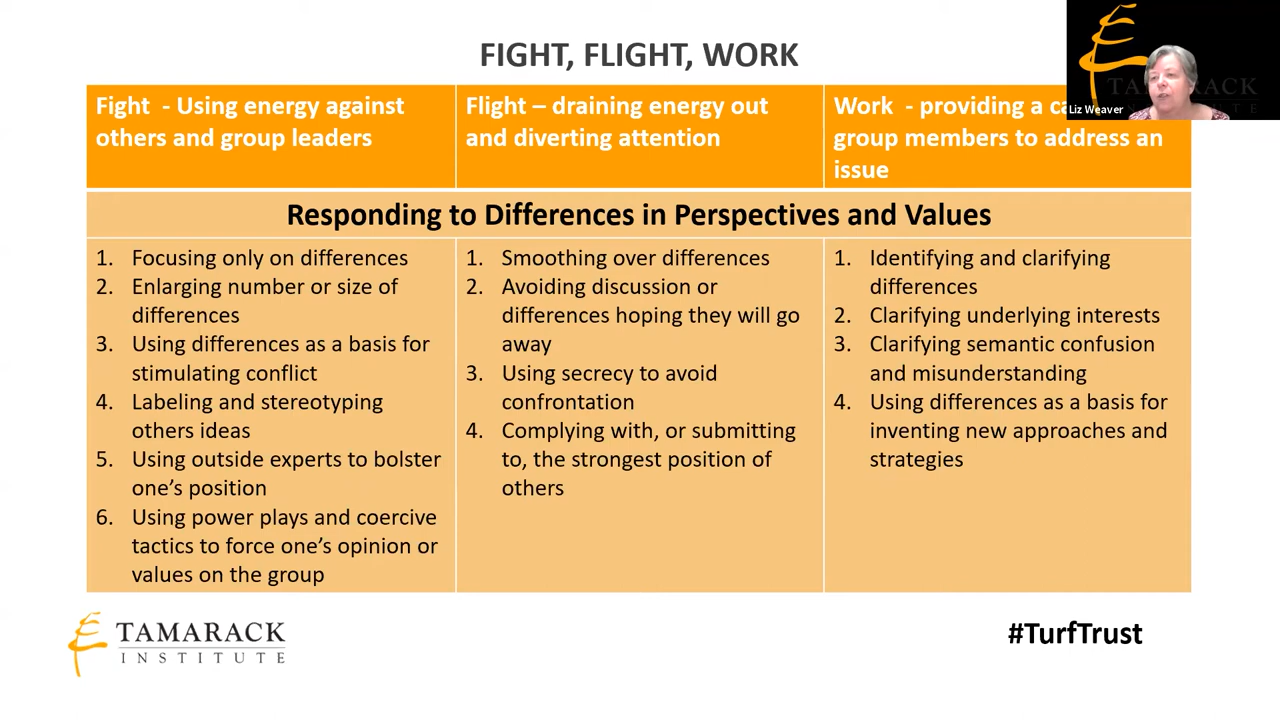 FIGHT, FLIGHT, WORK
TAMARACK
INSTITUTE
Liz Weaver
Fight - Using energy against
others and group leaders
Flight – draining energy out
and diverting attention
Work - providing a
group members to address an
issue
Responding to Differences in Perspectives and Values
1. Focusing only on differences
2. Enlarging number or size of
differences
3. Using differences as a basis for
stimulating conflict
4. Labeling and stereotyping
others ideas
5. Using outside experts to bolster
one's position
6. Using power plays and coercive
tactics to force one's opinion or
values on the group
1. Smoothing over differences
2. Avoiding discussion or
differences hoping they will go
away
3. Using secrecy to avoid
confrontation
4. Complying with, or submitting
to, the strongest position of
others
1. Identifying and clarifying
differences
2. Clarifying underlying interests
3. Clarifying semantic confusion
and misunderstanding
4. Using differences as a basis for
inventing new approaches and
strategies
TAMARACK
INSTITUTE
#TurfTrust